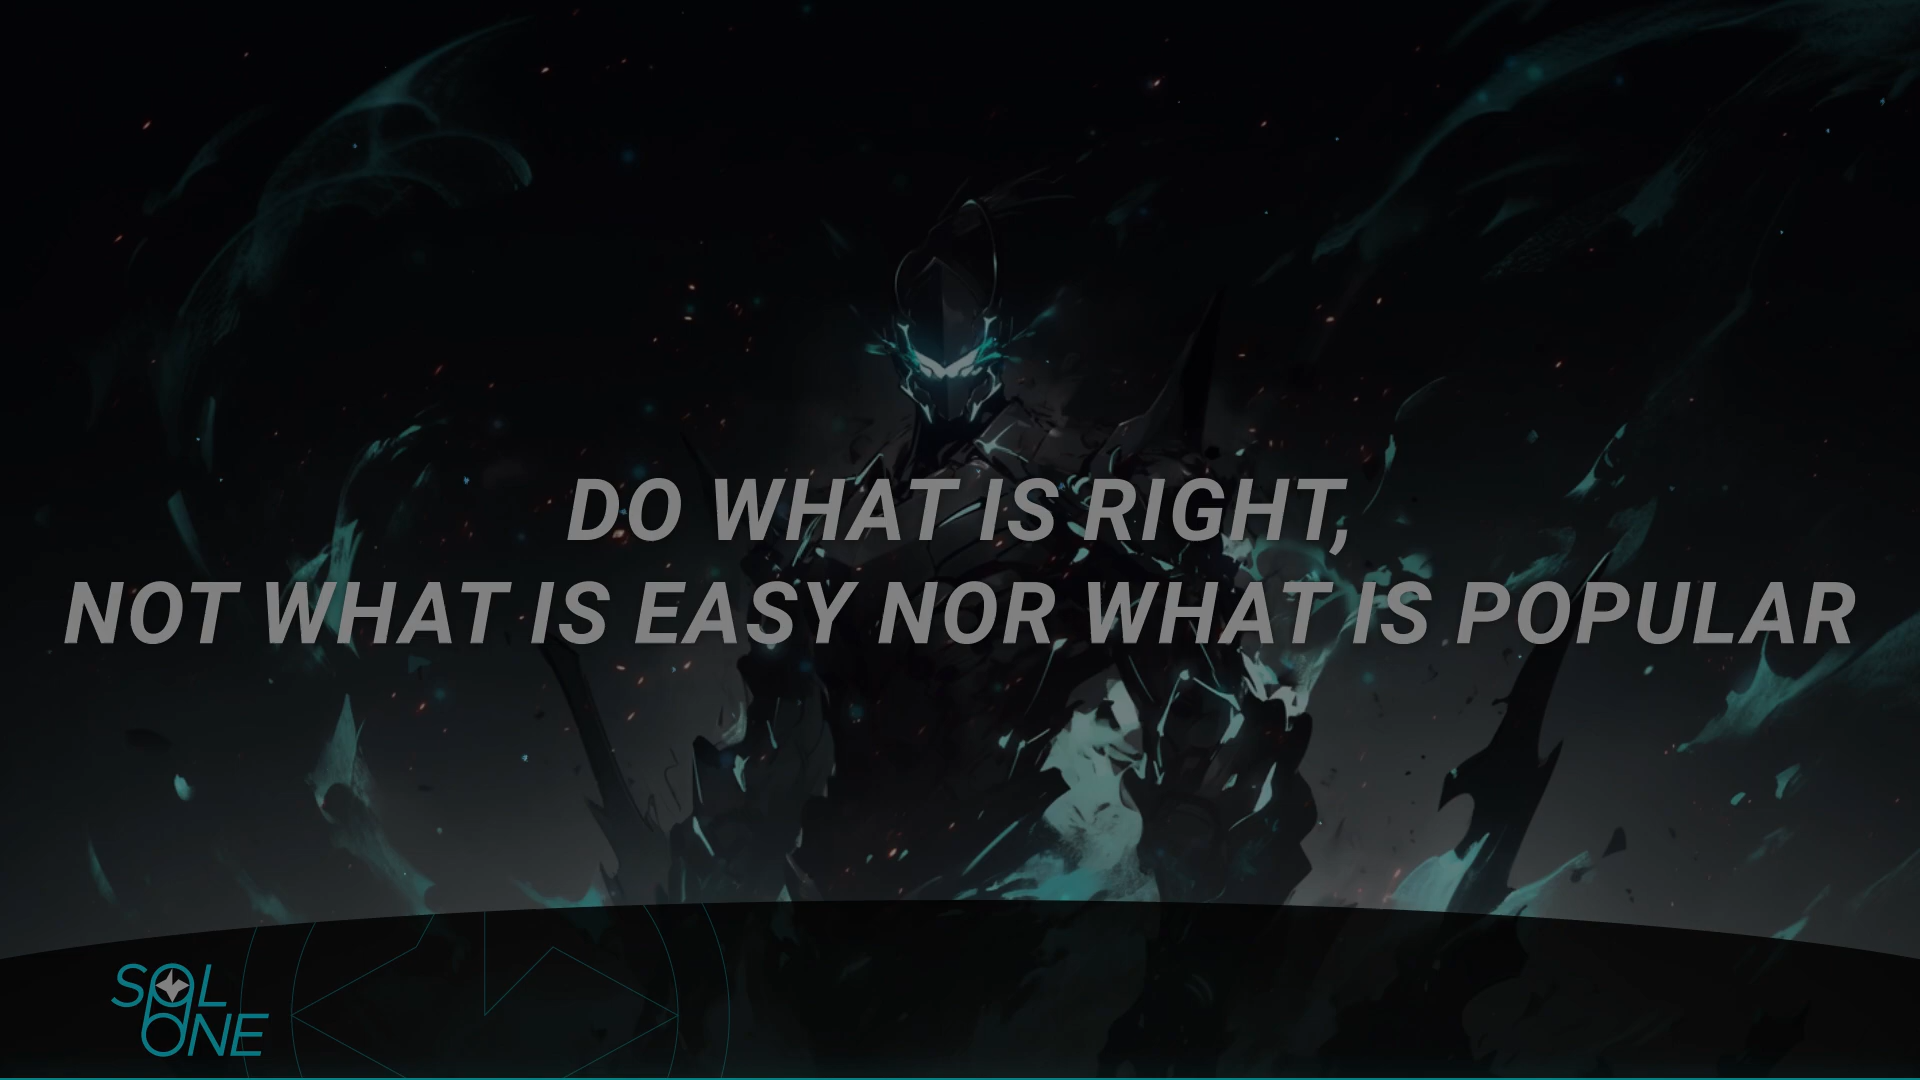 DO WHAT IS RIGHT,
NOT WHAT IS EASY NOR WHAT IS POPULAR
SOL
ONE